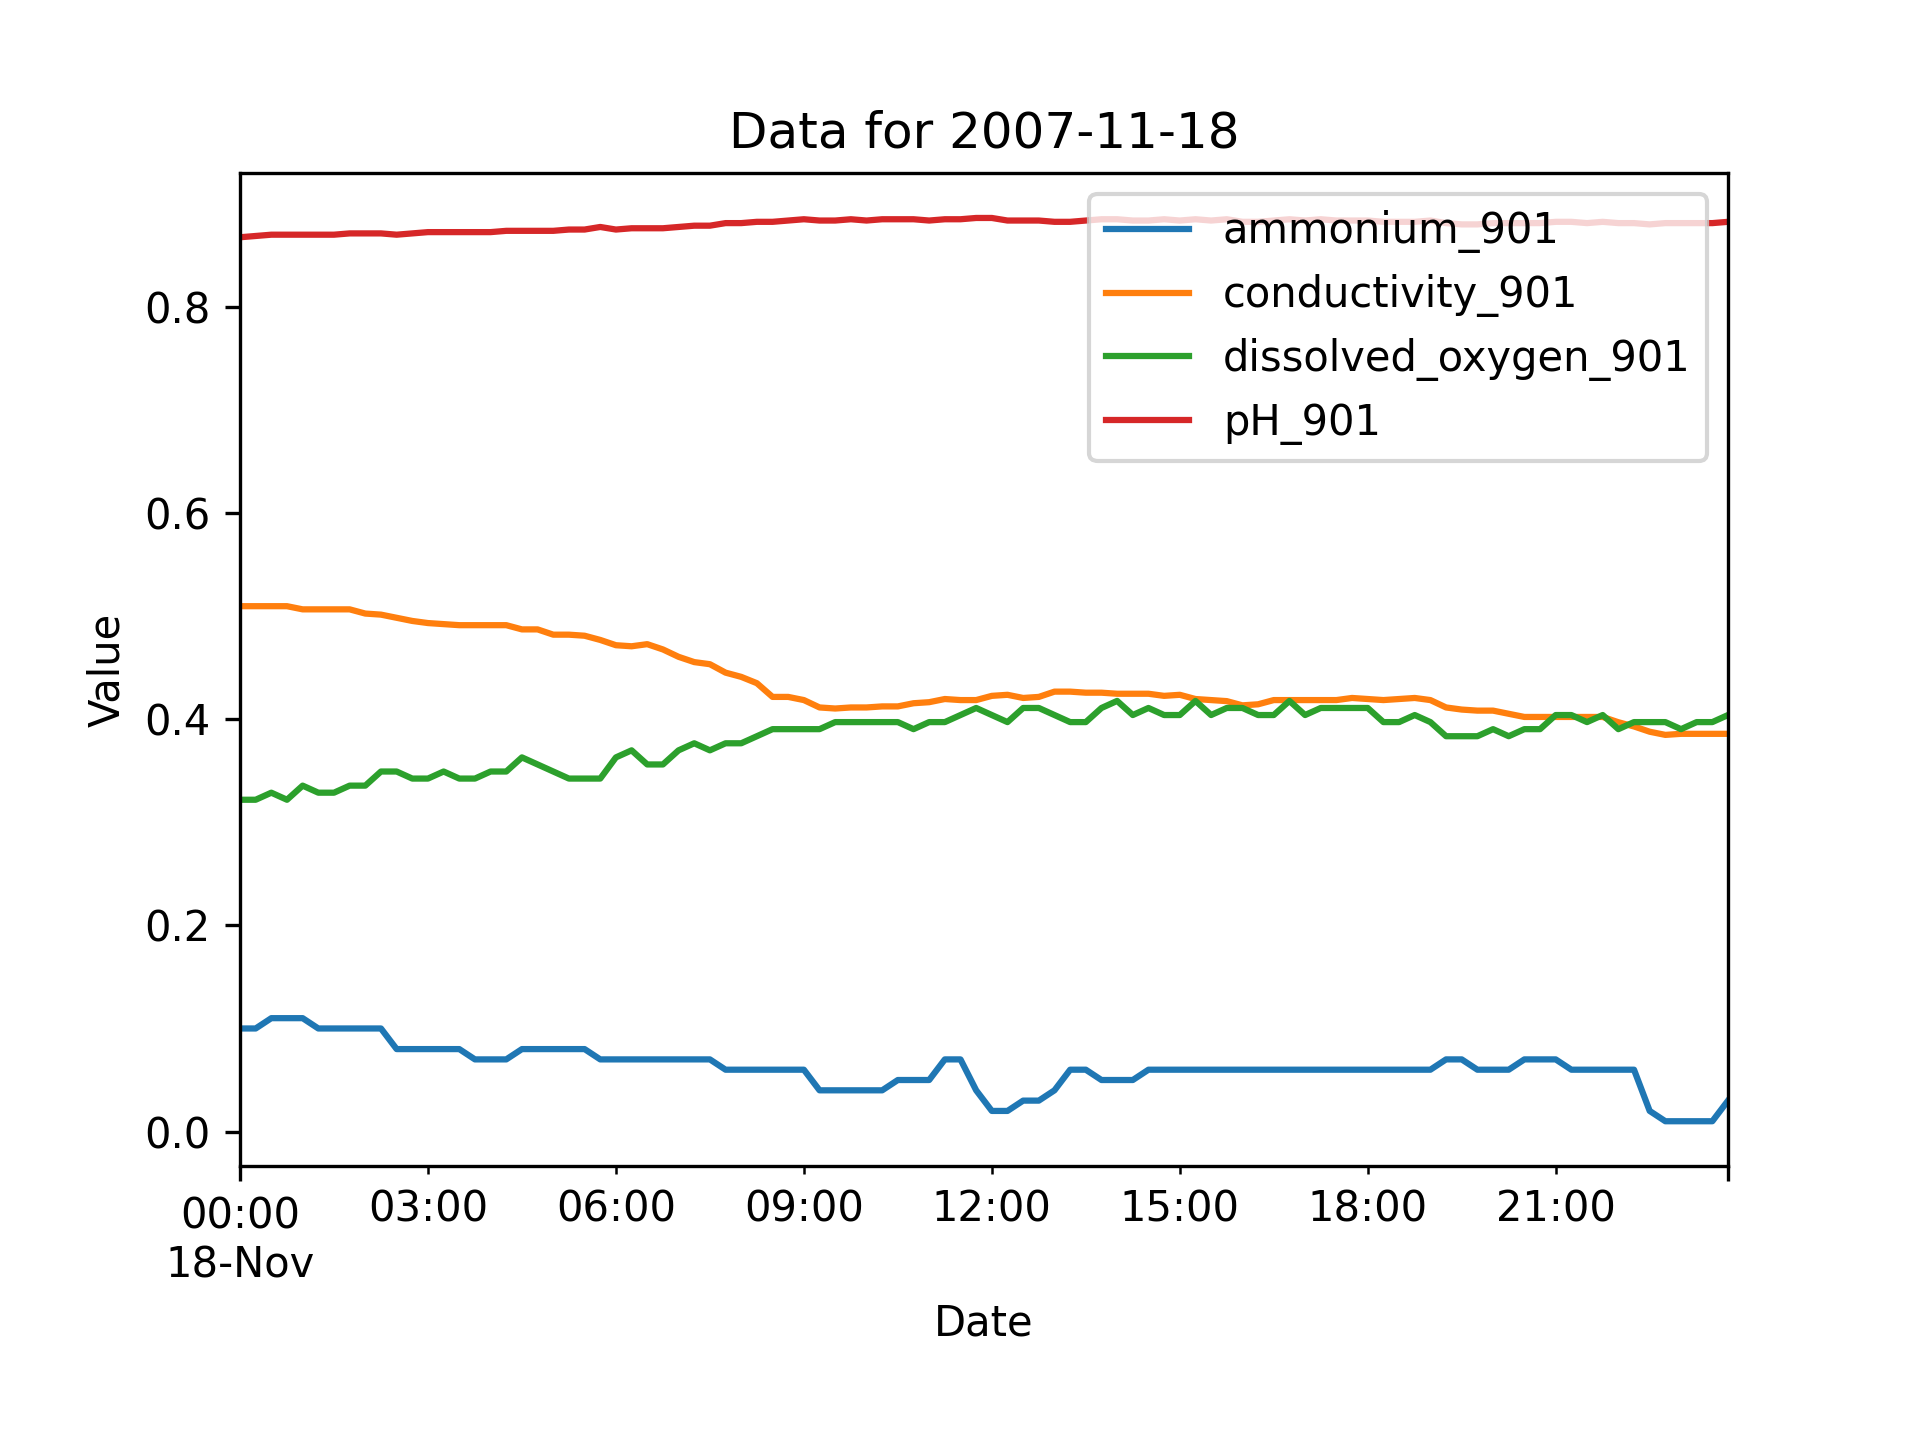 Data for 2007-11-18
ammonium_901
conductivity_901
dissolved_oxygen_901
pH_901
Value
0.8
0.6
0.4
0.2
0.0
00:00 03:00 06:00 09:00 12:00 15:00 18:00 21:00
18-Nov
Date